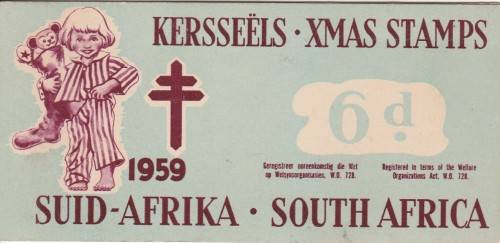 KERSSEËLS · XMAS STAMPS
6d.
1959
Geregistreer ooreenkomstig die Wet
op Welsynsorganisasies, W.O. 728.
Registered in terms of the Welfare
Organizations Act, W.O. 728.
SUID-AFRIKA · SOUTH AFRICA